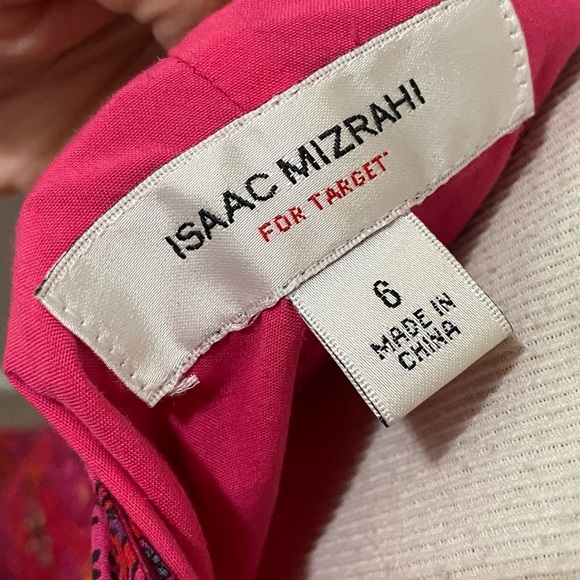 ISAAC MIZRAHI
FOR TARGET
6
MADE IN
CHINA